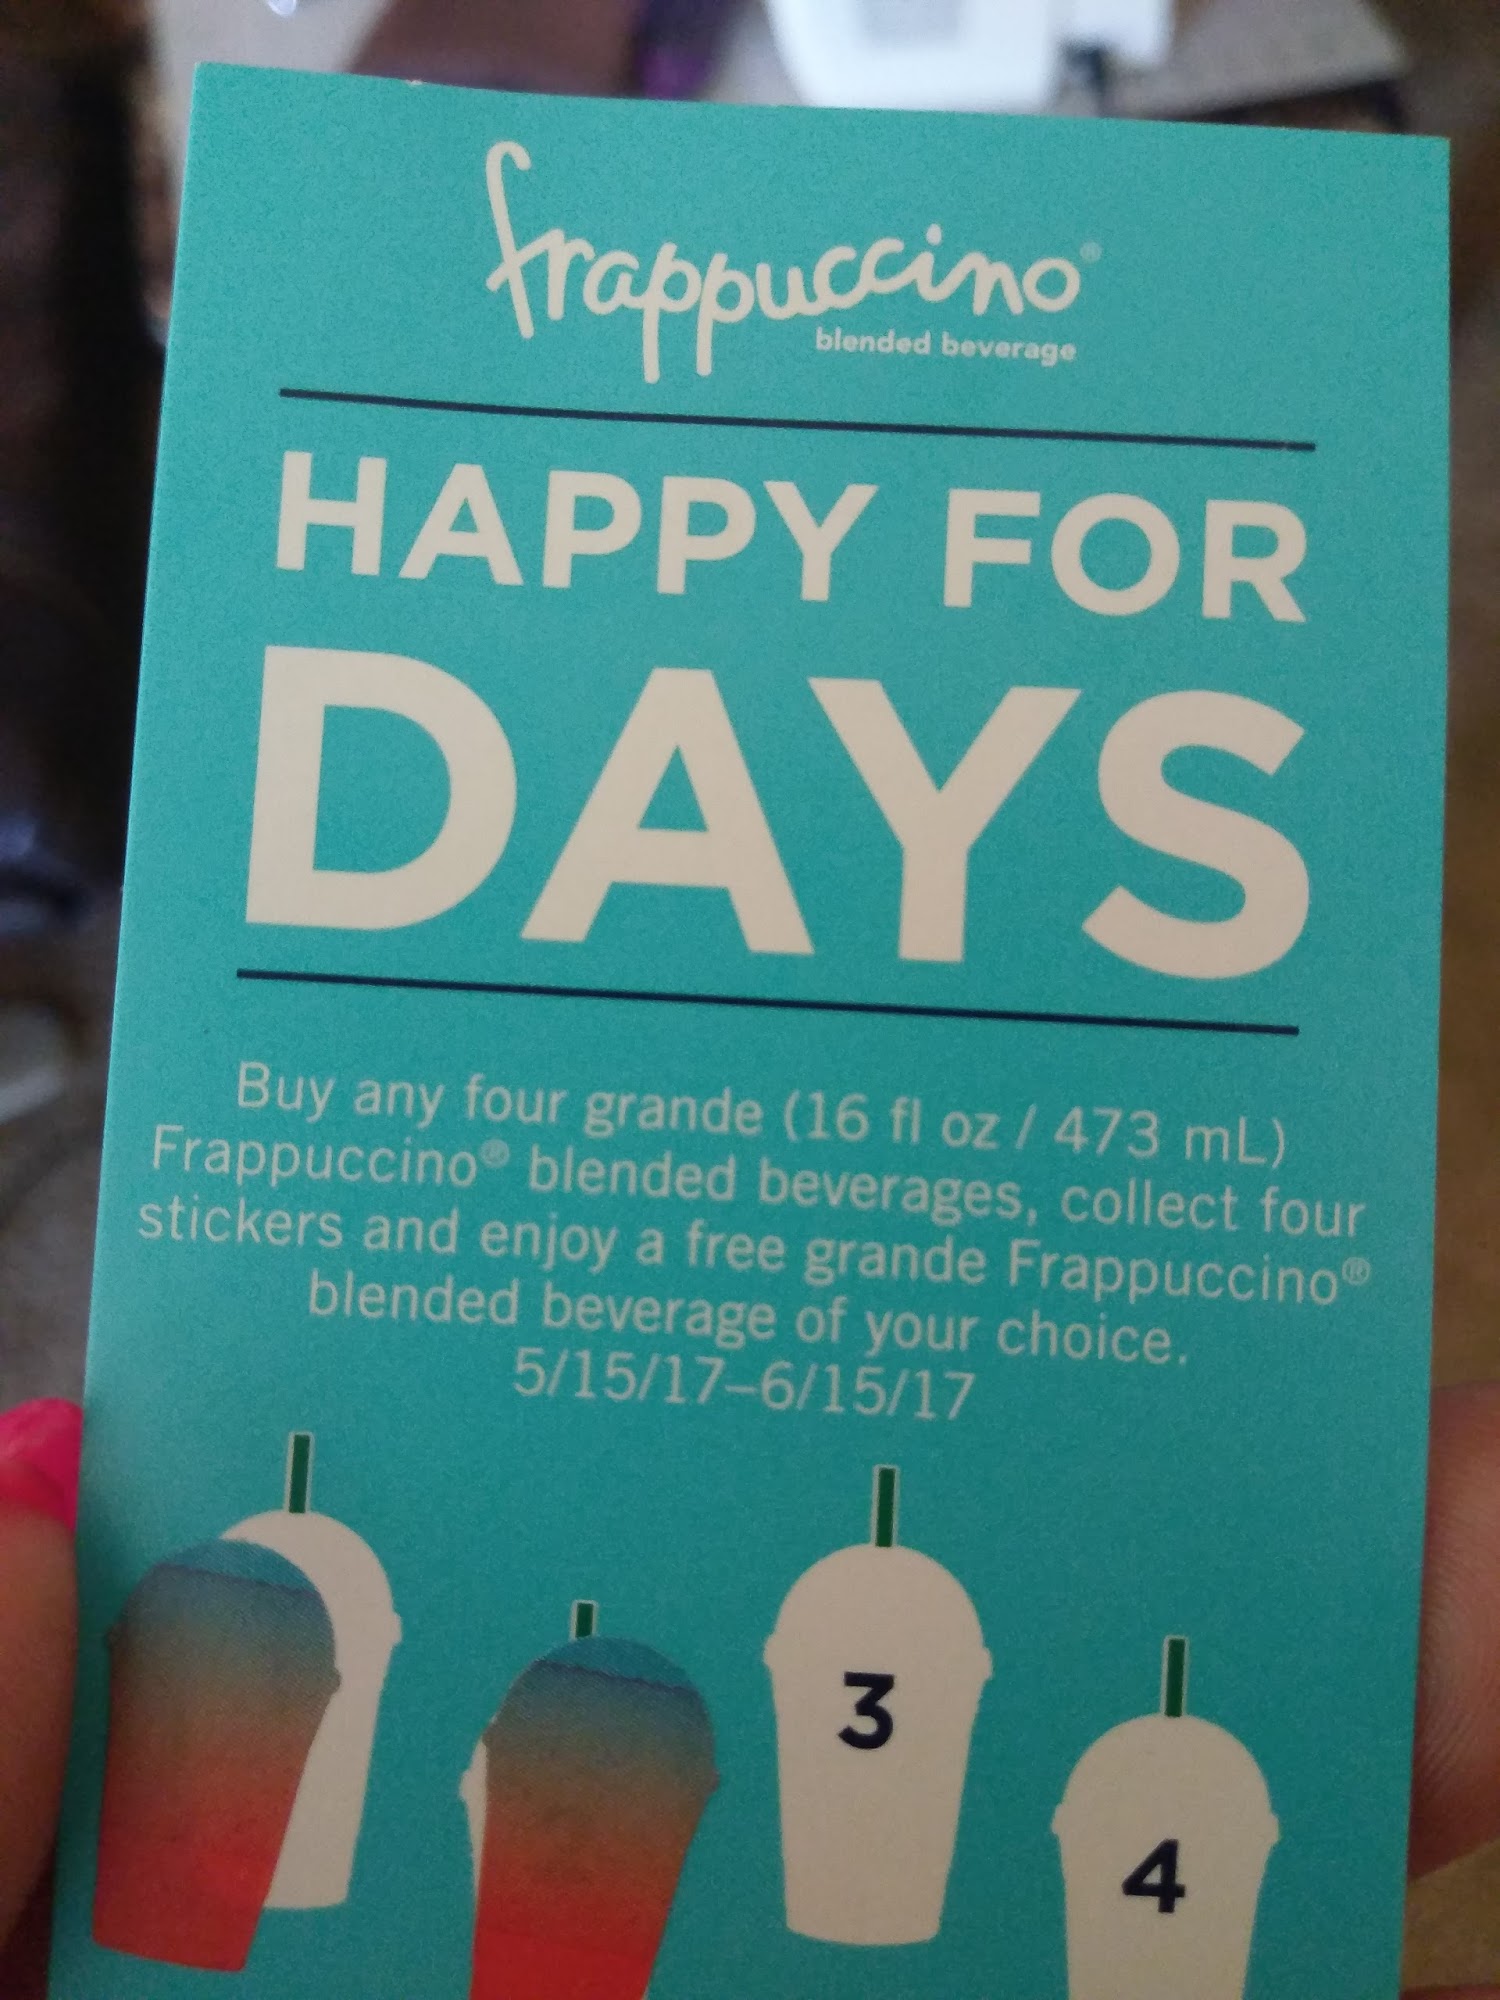 frappuccino®
blended beverage
HAPPY FOR
DAYS
Buy any four grande (16 fl oz / 473 mL)
Frappuccino® blended beverages, collect four
stickers and enjoy a free grande Frappuccino®
blended beverage of your choice.
5/15/17–6/15/17
3
4